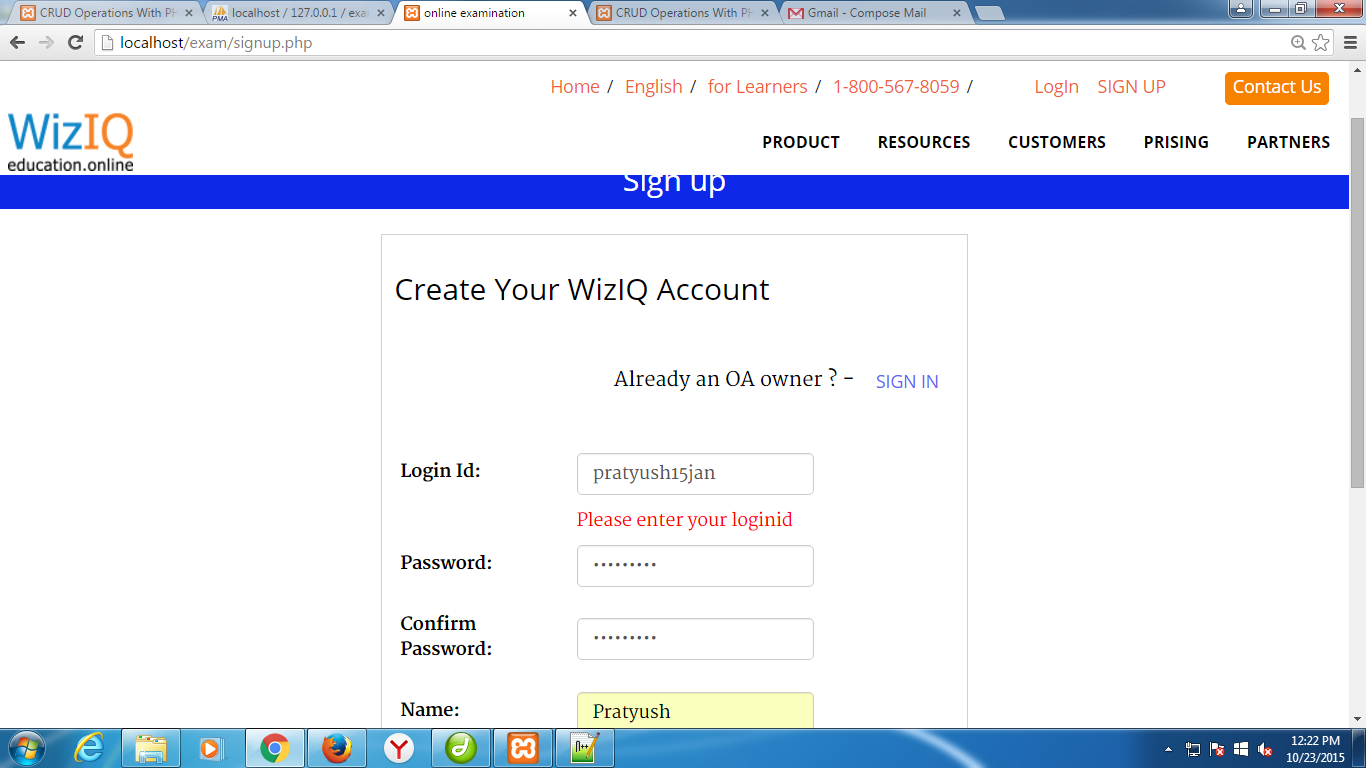 CRUD Operations With PH
localhost / 127.0.0.1 / exa
online examination
CRUD Operations With PH
Gmail - Compose Mail
localhost/exam/signup.php
Home / English / for Learners / 1-800-567-8059 / LogIn SIGN UP Contact Us
WizIQ
education.online
PRODUCT RESOURCES CUSTOMERS PRISING PARTNERS
Sign up
Create Your WizIQ Account
Already an OA owner ? - SIGN IN
Login Id: pratyush15jan
Please enter your loginid
Password: •••••••••
Confirm
Password: •••••••••
Name: Pratyush
12:22 PM
10/23/2015